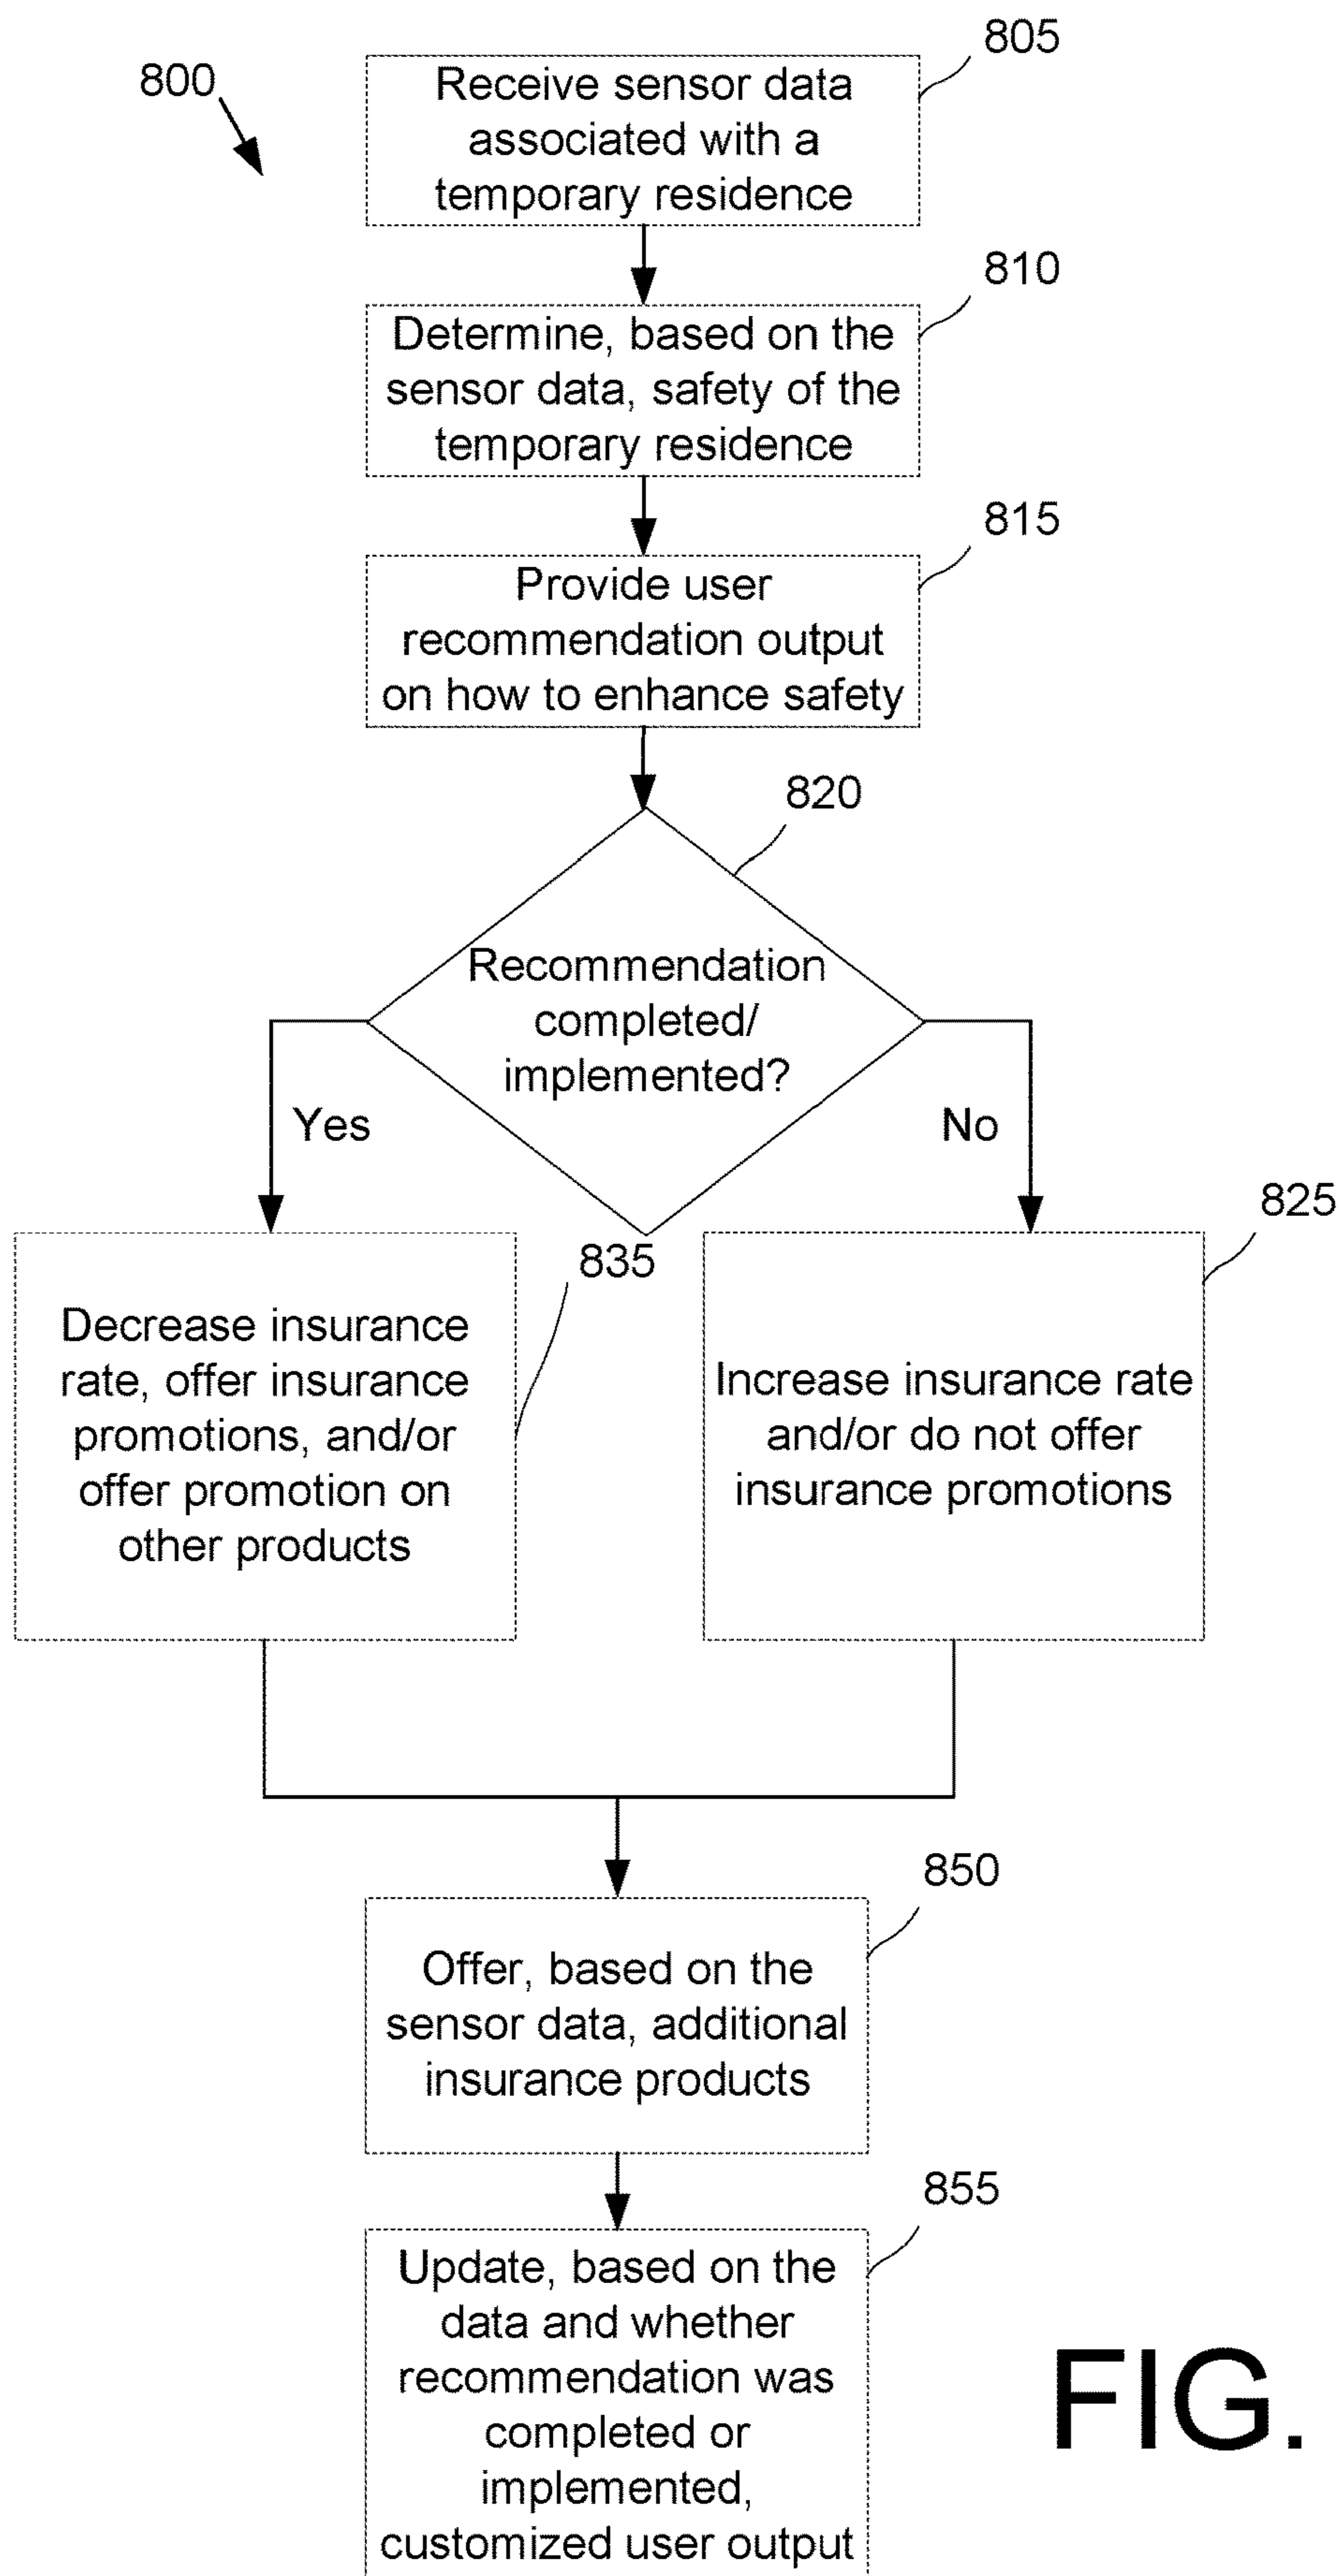 800
805
Receive sensor data
associated with a
temporary residence
810
Determine, based on the
sensor data, safety of the
temporary residence
815
Provide user
recommendation output
on how to enhance safety
820
Recommendation
completed/
implemented?
Yes
No
825
835
Decrease insurance
rate, offer insurance
promotions, and/or
offer promotion on
other products
Increase insurance rate
and/or do not offer
insurance promotions
850
Offer, based on the
sensor data, additional
insurance products
855
Update, based on the
data and whether
recommendation was
completed or
implemented,
customized user output
FIG.